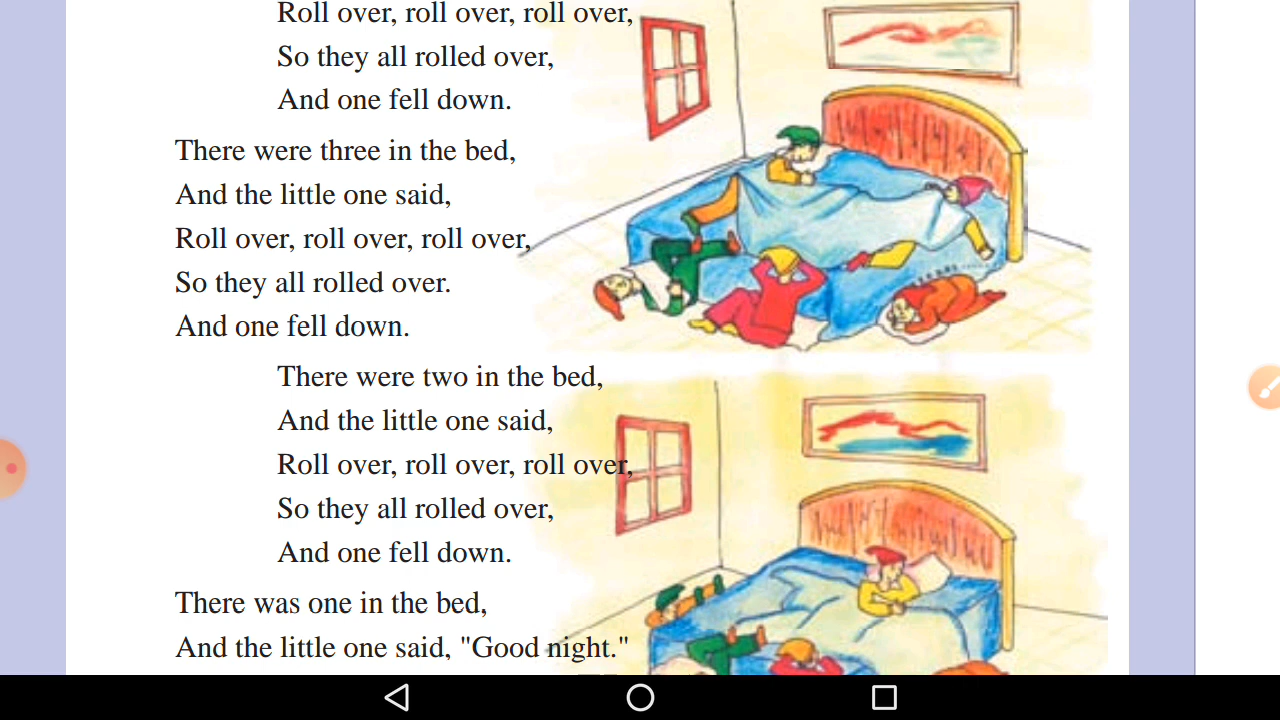 Roll over, roll over, roll over,
So they all rolled over,
And one fell down.
There were three in the bed,
And the little one said,
Roll over, roll over, roll over,
So they all rolled over.
And one fell down.
There were two in the bed,
And the little one said,
Roll over, roll over, roll over,
So they all rolled over,
And one fell down.
There was one in the bed,
And the little one said, "Good night."